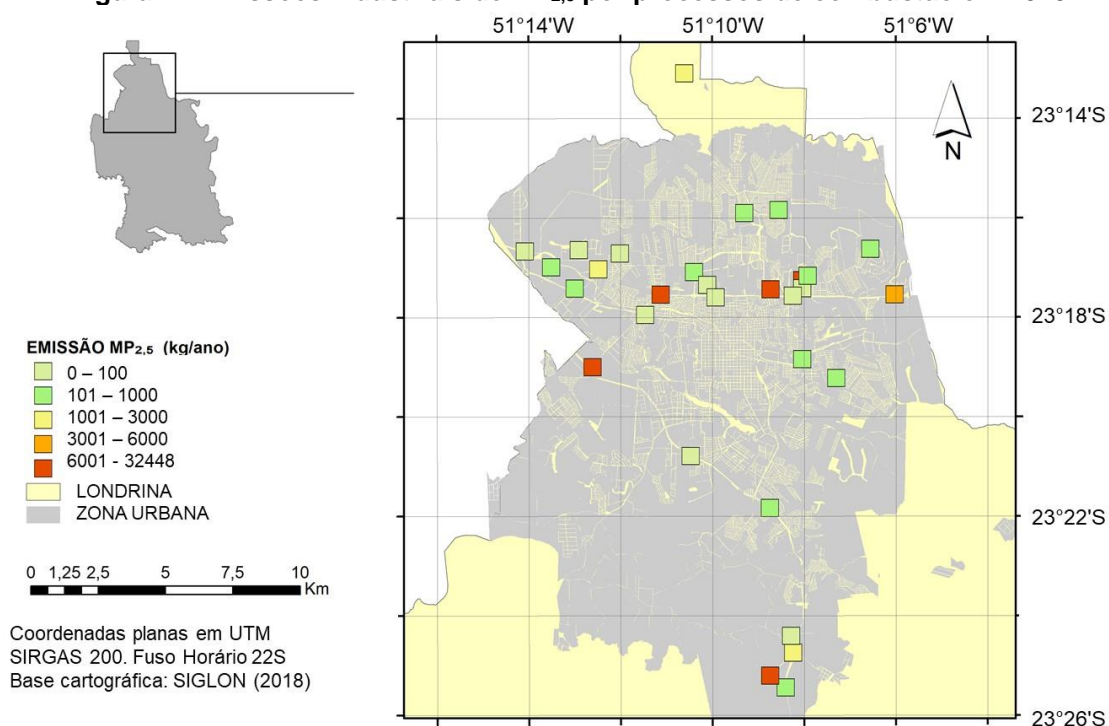 51°14'W 51°10'W 51°6'W
23°14'S
N
23°18'S
EMISSÃO MP2,5 (kg/ano)
0 – 100
101 – 1000
1001 – 3000
3001 – 6000
6001 - 32448
LONDRINA
ZONA URBANA
23°22'S
0 1,25 2,5 5 7,5 10
Km
Coordenadas planas em UTM
SIRGAS 200. Fuso Horário 22S
Base cartográfica: SIGLON (2018)
23°26'S